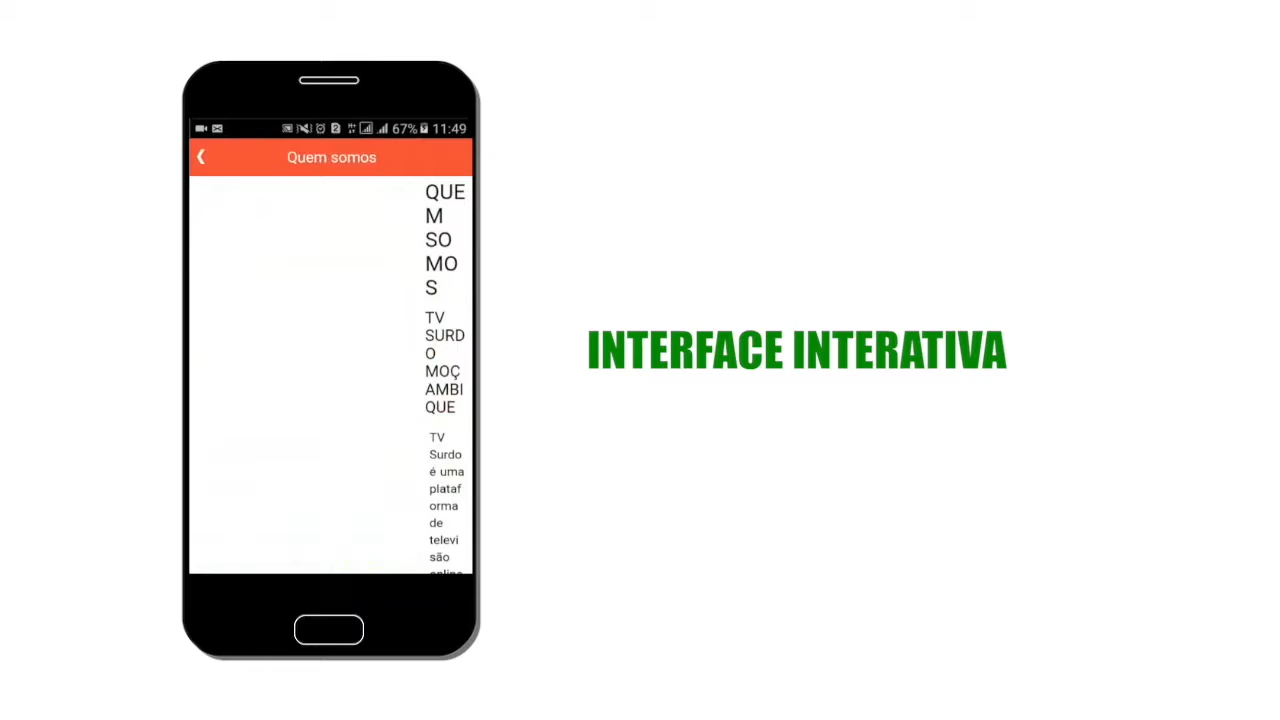 67% 11:49
Quem somos
QUE
M
SO
MO
S
TV
SURD
O
MOÇ
AMBI
QUE
TV
Surdo
é uma
plataf
orma
de
televi
são
online
INTERFACE INTERATIVA